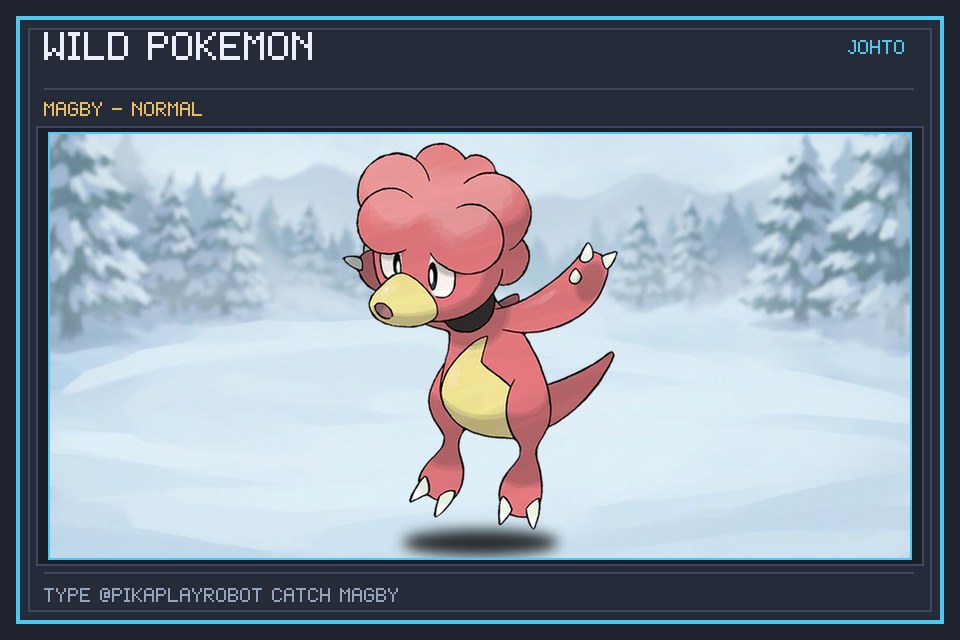 WILD POKEMON
JOHTO
MAGBY - NORMAL
TYPE @PIKAPLAYROBOT CATCH MAGBY